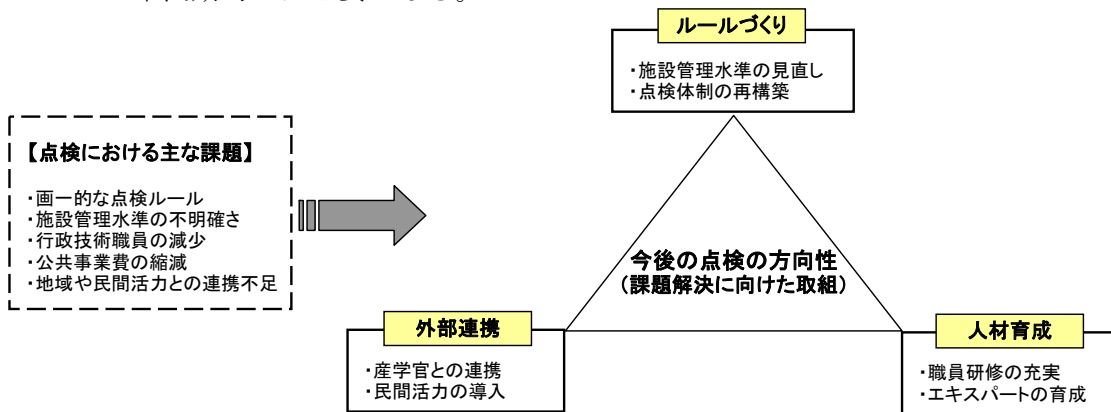 ルールづくり
・施設管理水準の見直し
・点検体制の再構築
【点検における主な課題】
・画一的な点検ルール
・施設管理水準の不明確さ
・行政技術職員の減少
・公共事業費の縮減
・地域や民間活力との連携不足
今後の点検の方向性
(課題解決に向けた取組)
外部連携
・産学官との連携
・民間活力の導入
人材育成
・職員研修の充実
・エキスパートの育成